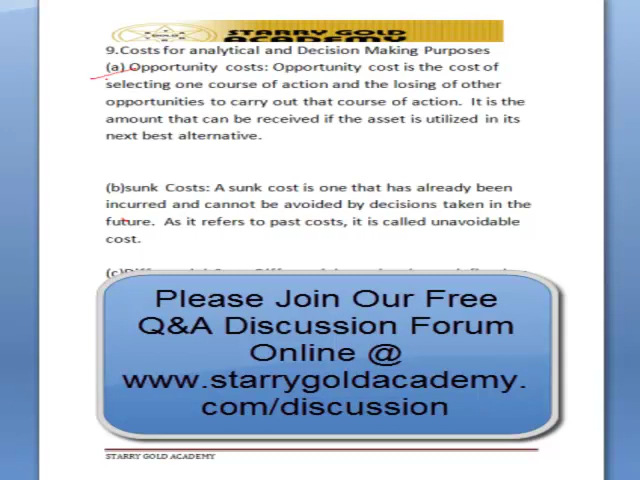 STARRY GOLD
ACADEMY
9.Costs for analytical and Decision Making Purposes
(a) Opportunity costs: Opportunity cost is the cost of
selecting one course of action and the losing of other
opportunities to carry out that course of action. It is the
amount that can be received if the asset is utilized in its
next best alternative.
(b)sunk Costs: A sunk cost is one that has already been
incurred and cannot be avoided by decisions taken in the
future. As it refers to past costs, it is called unavoidable
cost.
Please Join Our Free
Q&A Discussion Forum
Online @
www.starrygoldacademy.
com/discussion
STARRY GOLD ACADEMY